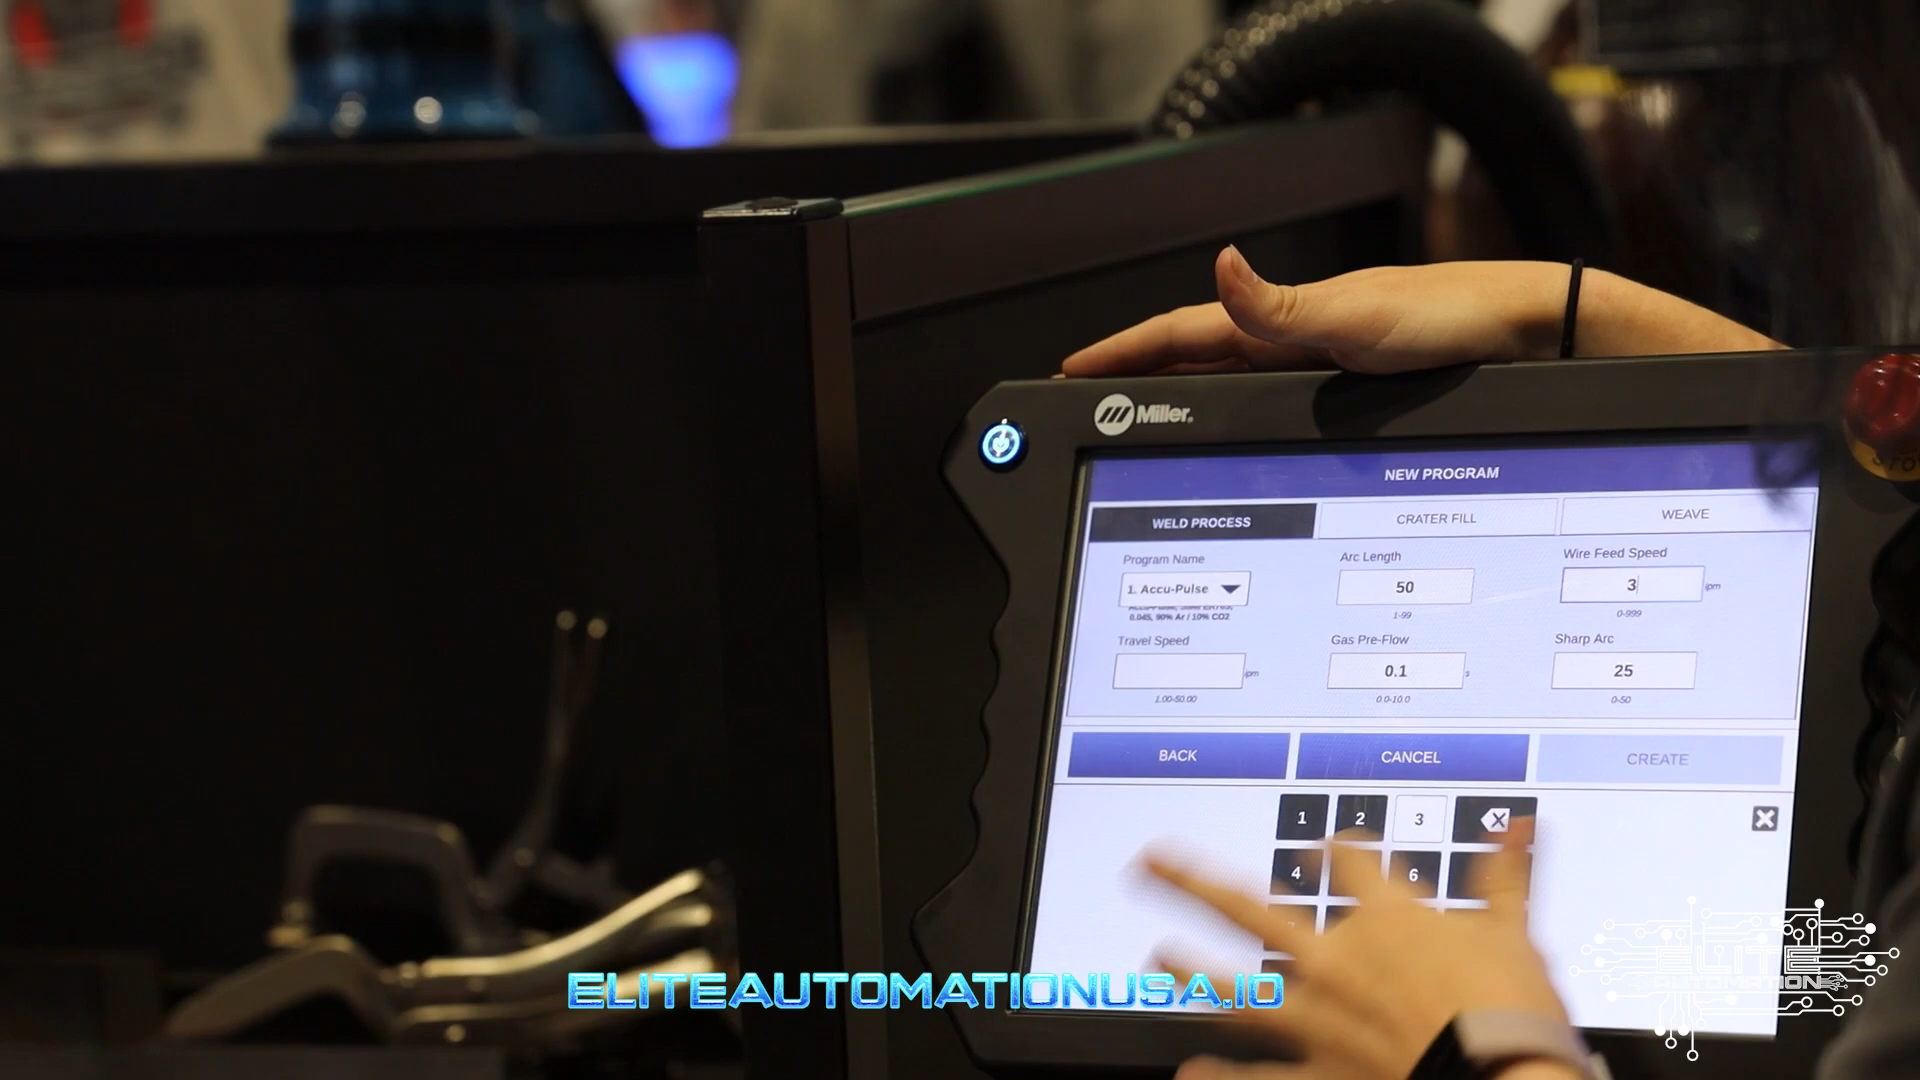 Miller®
NEW PROGRAM
WELD PROCESS
CRATER FILL
WEAVE
Program Name
Arc Length
Wire Feed Speed
1. Accu-Pulse
50
3
ipm
0.045, 90% Ar / 10% CO2
1-99
0-999
Travel Speed
Gas Pre-Flow
Sharp Arc
ipm
0.1
s
25
1.00-50.00
0.0-10.0
0-50
BACK
CANCEL
CREATE
1 2 3
4 6
ELITEAUTOMATIONUSA.IO
ELITE
AUTOMATION